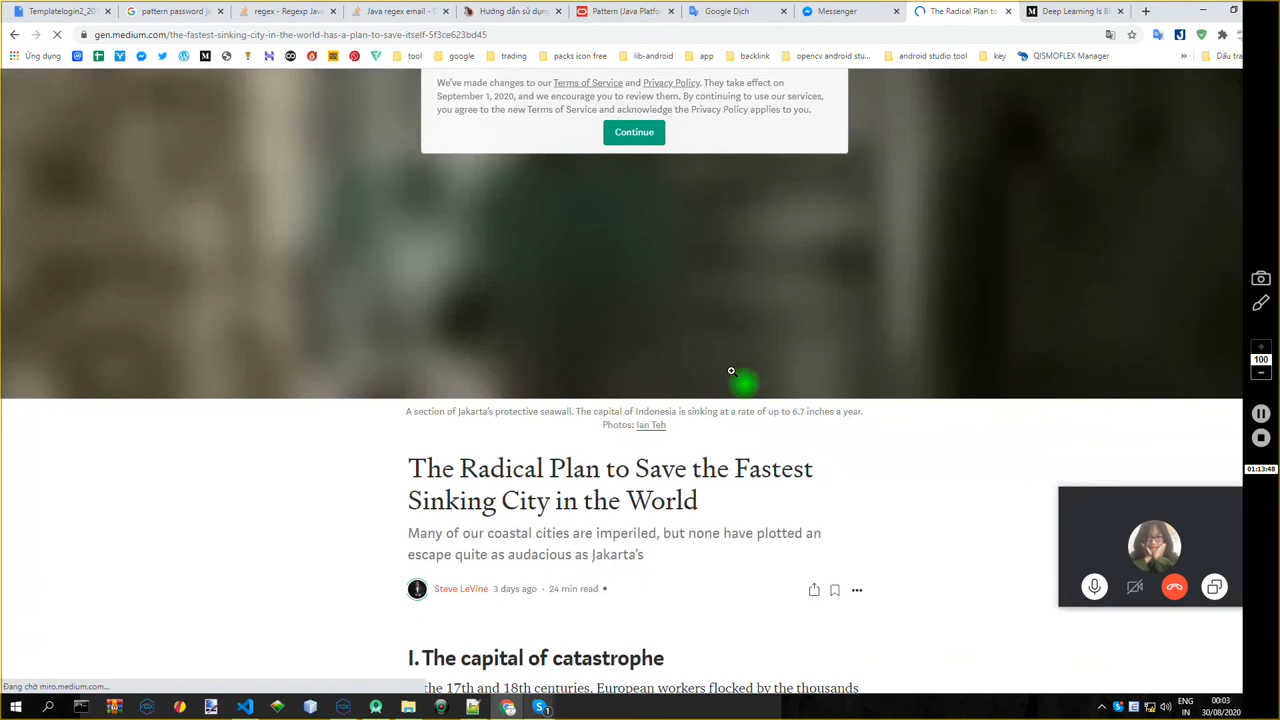 Templatelogin2_20
pattern password j
regex - Regexp Java
Java regex email - S
Hướng dẫn sử dụng
Pattern (Java Platfo
Google Dịch
Messenger
The Radical Plan to
Deep Learning Is Bl
gen.medium.com/the-fastest-sinking-city-in-the-world-has-a-plan-to-save-itself-5f3ce623bd45
Ứng dụng
tool
google
trading
packs icon free
lib-android
app
backlink
opencv android stu...
android studio tool
key
QISMOFLEX Manager
»
Dấu tra
We've made changes to our Terms of Service and Privacy Policy. They take effect on
September 1, 2020, and we encourage you to review them. By continuing to use our services,
you agree to the new Terms of Service and acknowledge the Privacy Policy applies to you.
Continue
100
01:13:48
A section of Jakarta's protective seawall. The capital of Indonesia is sinking at a rate of up to 6.7 inches a year.
Photos: Ian Teh
The Radical Plan to Save the Fastest
Sinking City in the World
Many of our coastal cities are imperiled, but none have plotted an
escape quite as audacious as Jakarta's
Steve LeVine 3 days ago · 24 min read ★
I. The capital of catastrophe
the 17th and 18th centuries, European workers flocked by the thousands
Đang chờ miro.medium.com...
ENG
IN
00:03
30/08/2020